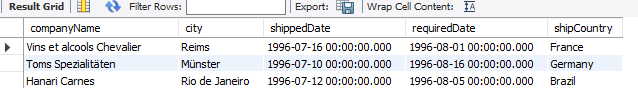 Result Grid Filter Rows: Export: Wrap Cell Content:
companyName city shippedDate requiredDate shipCountry
Vins et alcools Chevalier Reims 1996-07-16 00:00:00.000 1996-08-01 00:00:00.000 France
Toms Spezialitäten Münster 1996-07-10 00:00:00.000 1996-08-16 00:00:00.000 Germany
Hanari Carnes Rio de Janeiro 1996-07-12 00:00:00.000 1996-08-05 00:00:00.000 Brazil